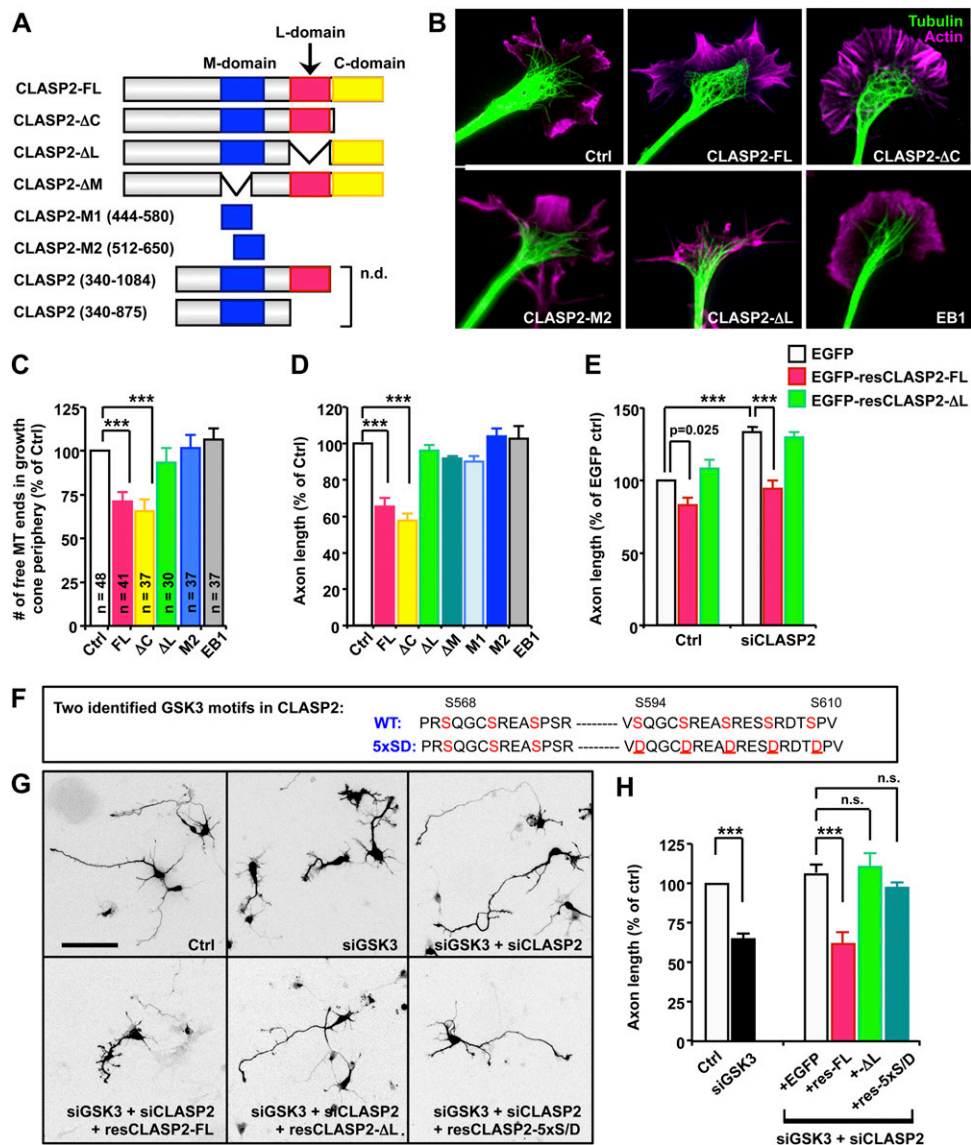 A
L-domain
M-domain
C-domain
CLASP2-FL
CLASP2-ΔC
CLASP2-ΔL
CLASP2-ΔM
CLASP2-M1 (444-580)
CLASP2-M2 (512-650)
CLASP2 (340-1084)
CLASP2 (340-875)
n.d.
B
Tubulin
Actin
Ctrl
CLASP2-FL
CLASP2-ΔC
CLASP2-M2
CLASP2-ΔL
EB1
C
# of free MT ends in growth
cone periphery (% of Ctrl)
125
100
75
50
25
0
***
***
n = 48
n = 41
n = 37
n = 30
n = 37
n = 37
Ctrl
FL
ΔC
ΔL
M2
EB1
D
Axon length (% of Ctrl)
120
100
80
60
40
20
0
***
***
Ctrl
FL
ΔC
ΔL
ΔM
M1
M2
EB1
E
EGFP
EGFP-resCLASP2-FL
EGFP-resCLASP2-ΔL
Axon length (% of EGFP ctrl)
150
100
50
0
p=0.025
***
***
Ctrl
siCLASP2
F
Two identified GSK3 motifs in CLASP2:
S568 S594 S610
WT: PRSQGCSREASPSR -------- VSQGCSREASRESSRDTSPV
5xSD: PRSQGCSREASPSR -------- VDQGCDREADRESDRDTDPV
G
Ctrl
siGSK3
siGSK3 + siCLASP2
siGSK3 + siCLASP2
+ resCLASP2-FL
siGSK3 + siCLASP2
+ resCLASP2-ΔL
siGSK3 + siCLASP2
+ resCLASP2-5xS/D
H
Axon length (% of ctrl)
125
100
75
50
25
0
***
***
n.s.
n.s.
Ctrl
siGSK3
+EGFP
+res-FL
+-ΔL
+res-5xS/D
siGSK3 + siCLASP2